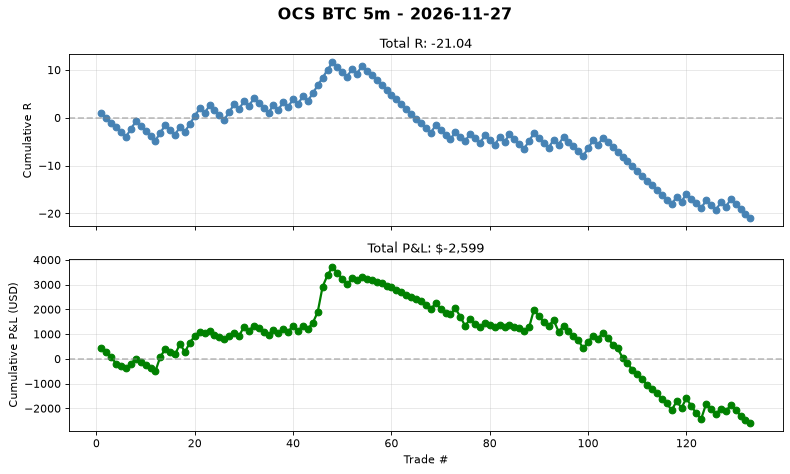 OCS BTC 5m - 2026-11-27
Total R: -21.04
10
0
−10
−20
Cumulative R
Total P&L: $-2,599
4000
3000
2000
1000
0
−1000
−2000
Cumulative P&L (USD)
0 20 40 60 80 100 120
Trade #